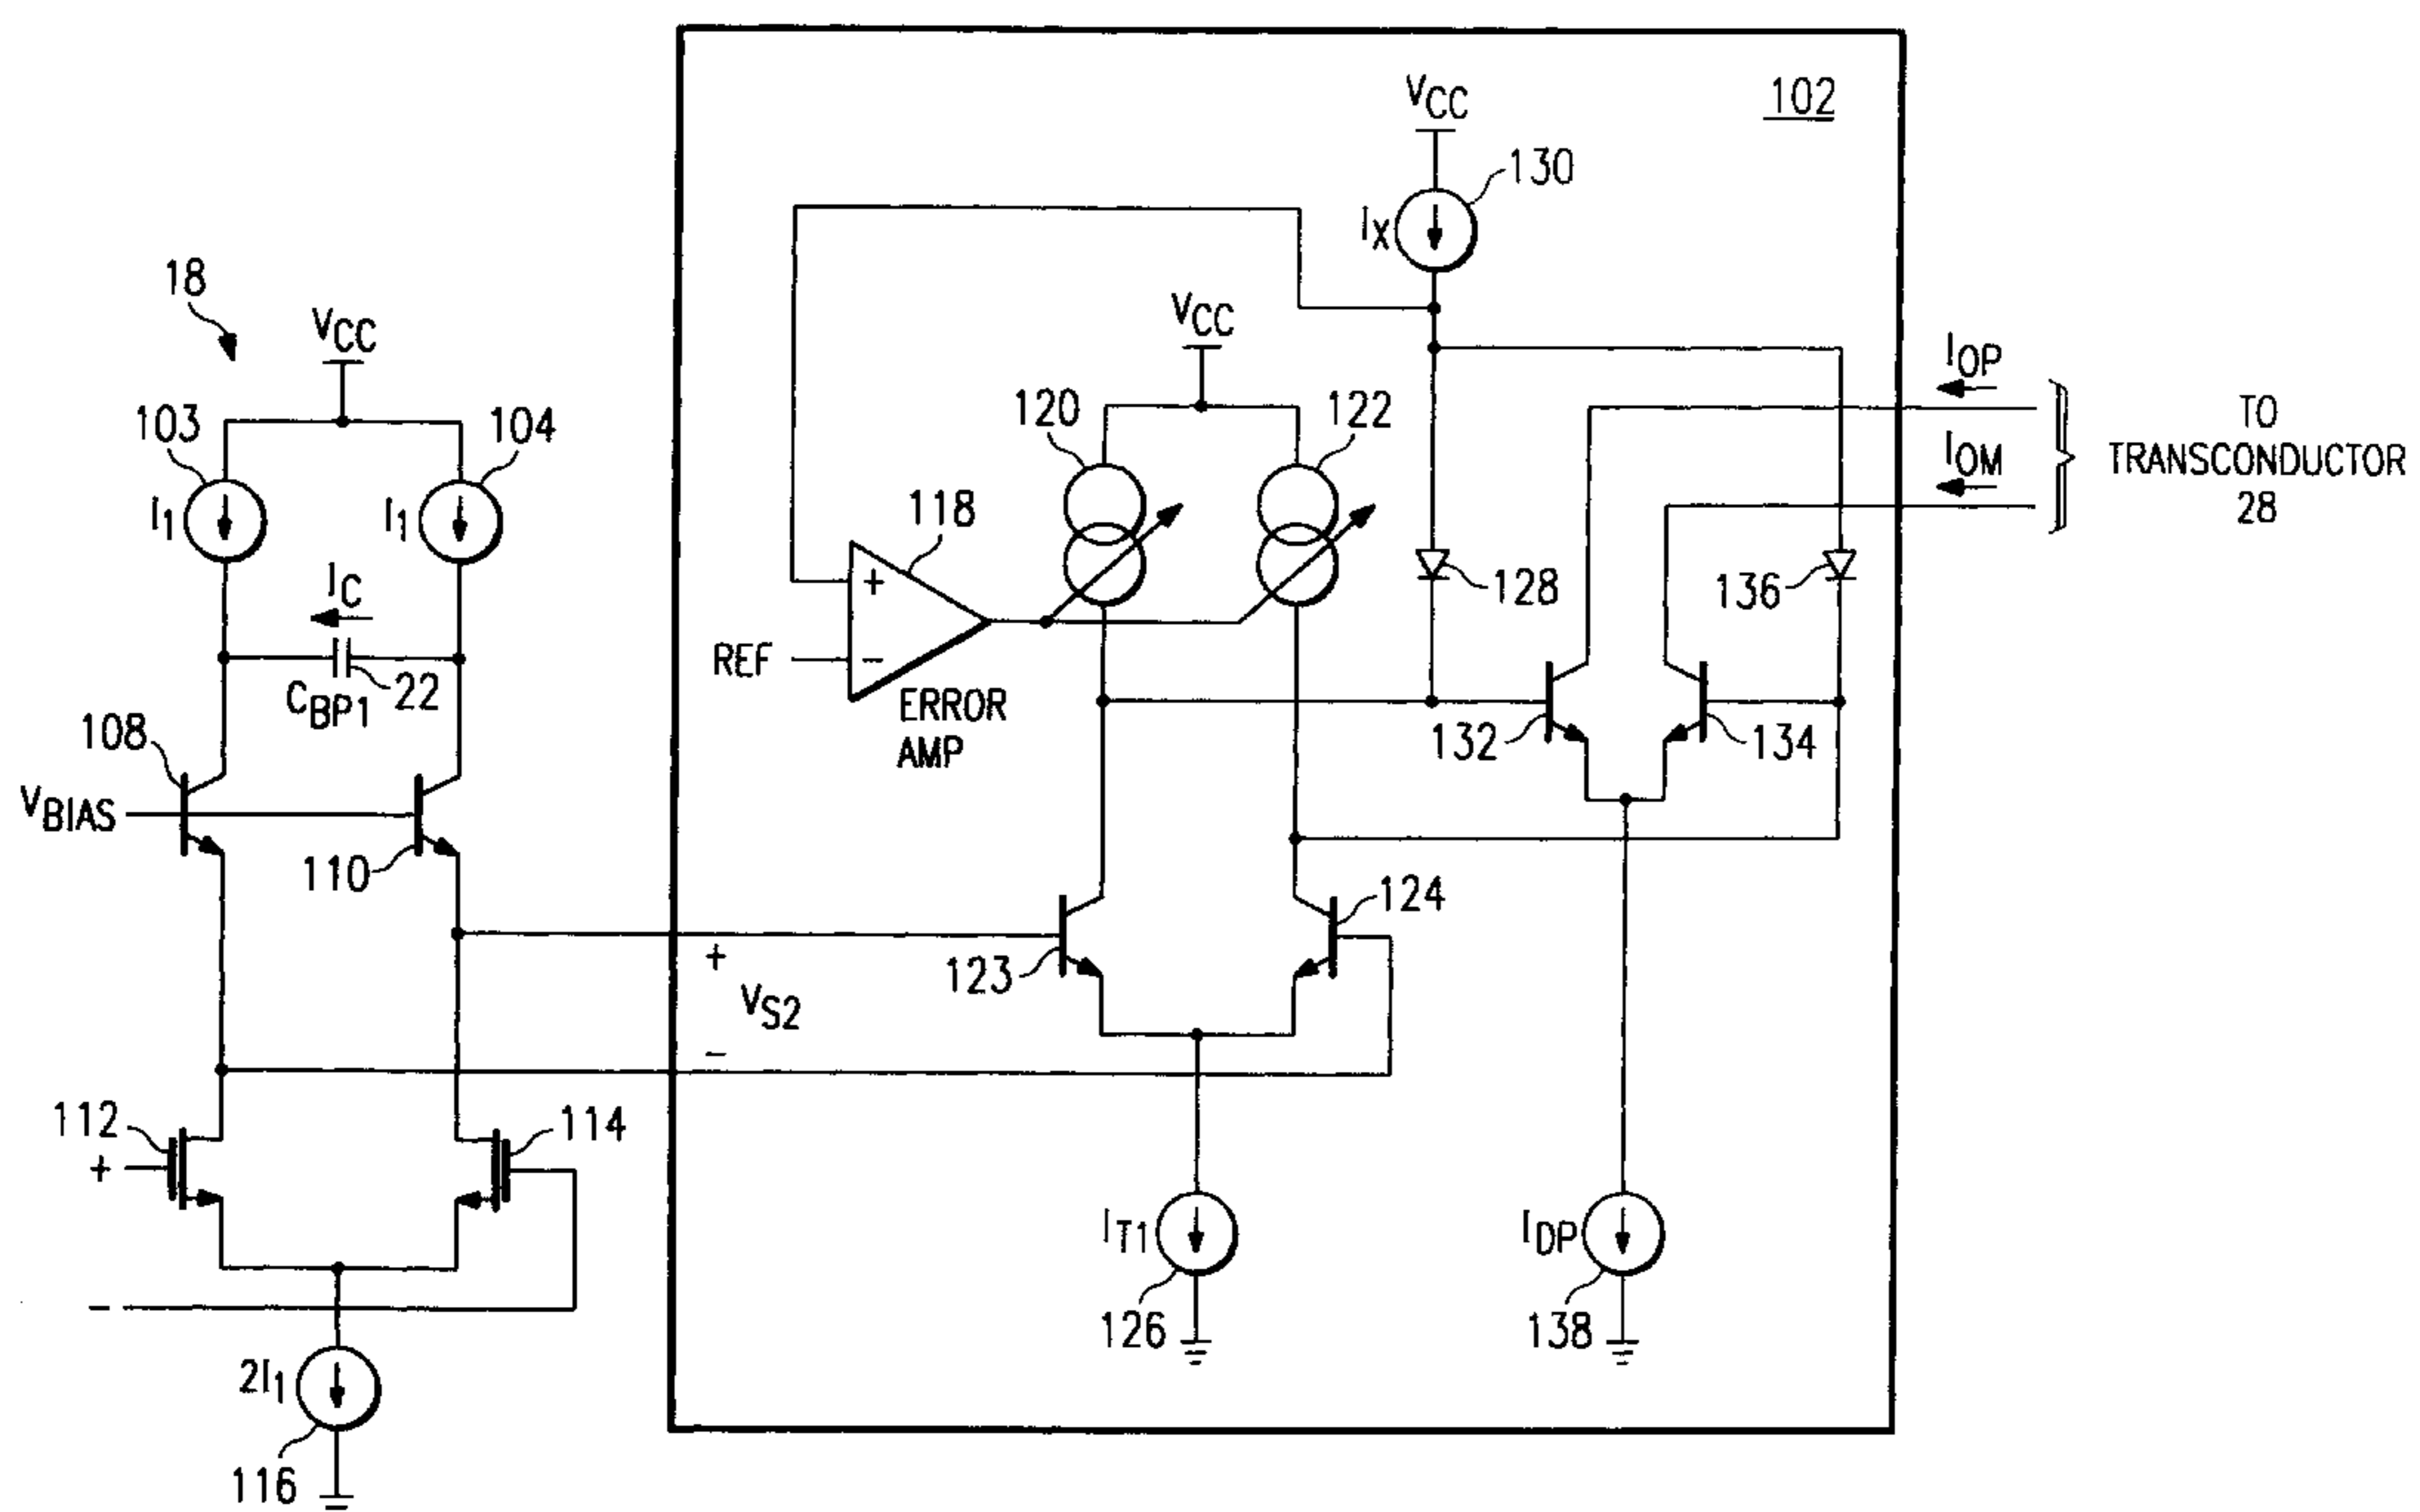 102
VCC
130
IX
18
VCC
VCC
103
104
120
122
IOP
IOM
TO
TRANSCONDUCTOR
28
I1
I1
118
IC
+
REF
−
ERROR
AMP
128
136
CBP1
22
108
132
134
VBIAS
110
124
+
VS2
−
123
112
+
114
IT1
IDP
−
126
138
2I1
116